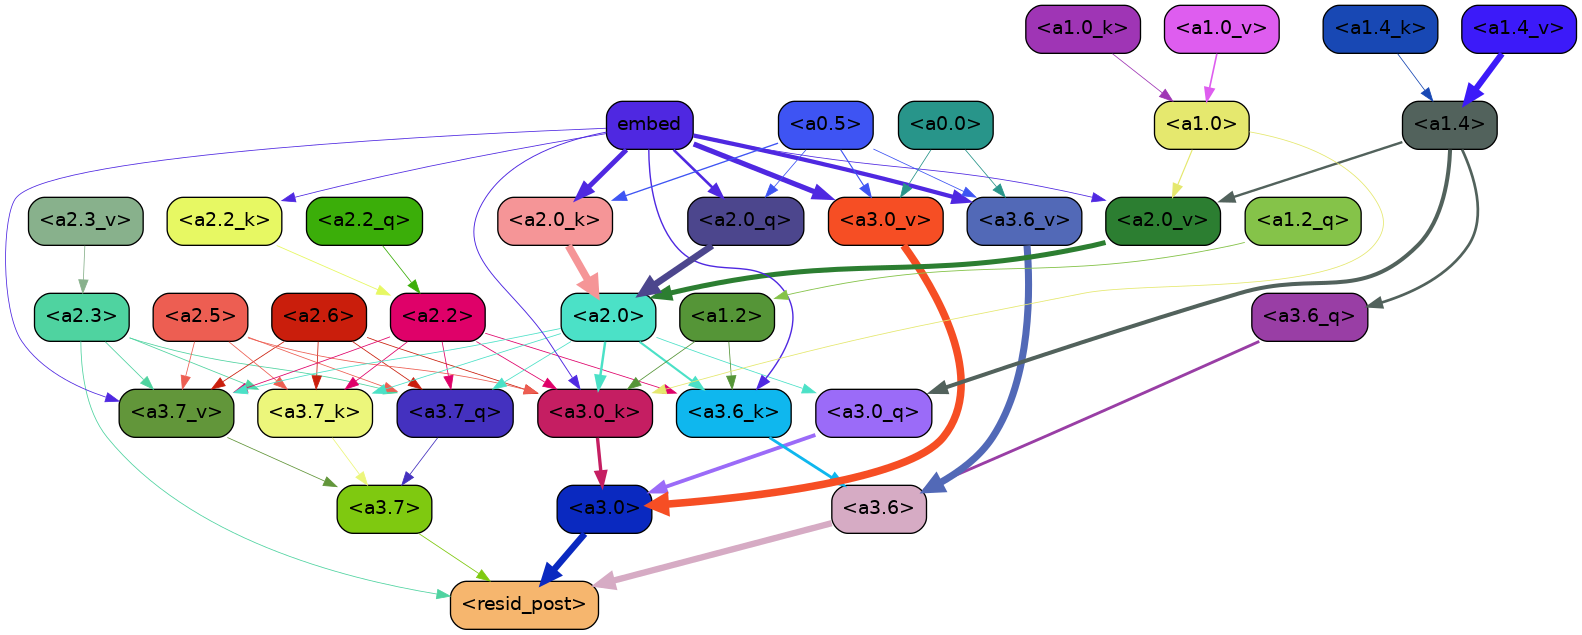 <a1.0_k> <a1.0_v> <a1.4_k> <a1.4_v>
embed <a0.5> <a0.0> <a1.0> <a1.4>
<a2.3_v> <a2.2_k> <a2.2_q> <a2.0_k> <a2.0_q> <a3.0_v> <a3.6_v> <a2.0_v> <a1.2_q>
<a2.3> <a2.5> <a2.6> <a2.2> <a2.0> <a1.2> <a3.6_q>
<a3.7_v> <a3.7_k> <a3.7_q> <a3.0_k> <a3.6_k> <a3.0_q>
<a3.7> <a3.0> <a3.6>
<resid_post>